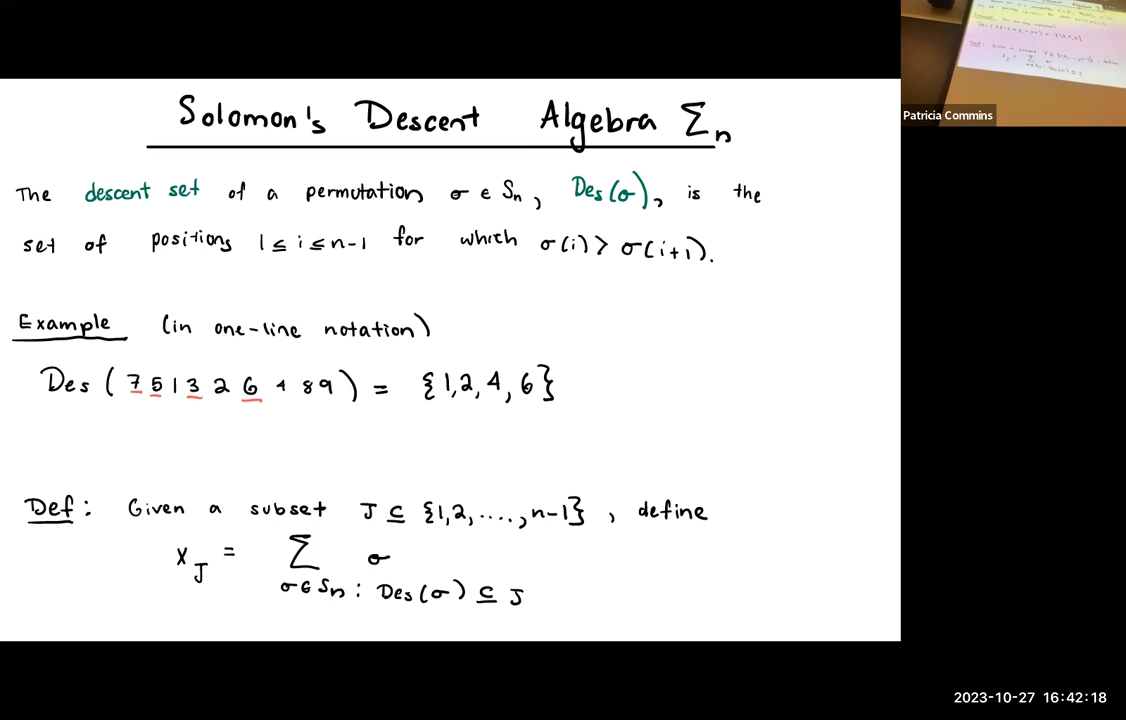 Solomon's Descent Algebra Σₙ
The descent set of a permutation σ ∈ Sₙ, Des(σ), is the
set of positions 1 ≤ i ≤ n-1 for which σ(i) > σ(i+1).
Example (in one-line notation)
Des ( 7 5 1 3 2 6 4 8 9 ) = {1,2,4,6}
Def: Given a subset J ⊆ {1,2,....,n-1}, define
x_J = Σ σ
σ∈Sₙ: Des(σ) ⊆ J
Patricia Commins
2023-10-27 16:42:18